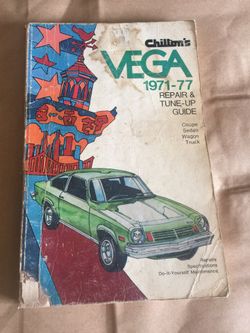 Chilton's
VEGA
1971-77
REPAIR &
TUNE-UP
GUIDE
Coupe
Sedan
Wagon
Truck
Repairs
Specifications
Do-It-Yourself Maintenance